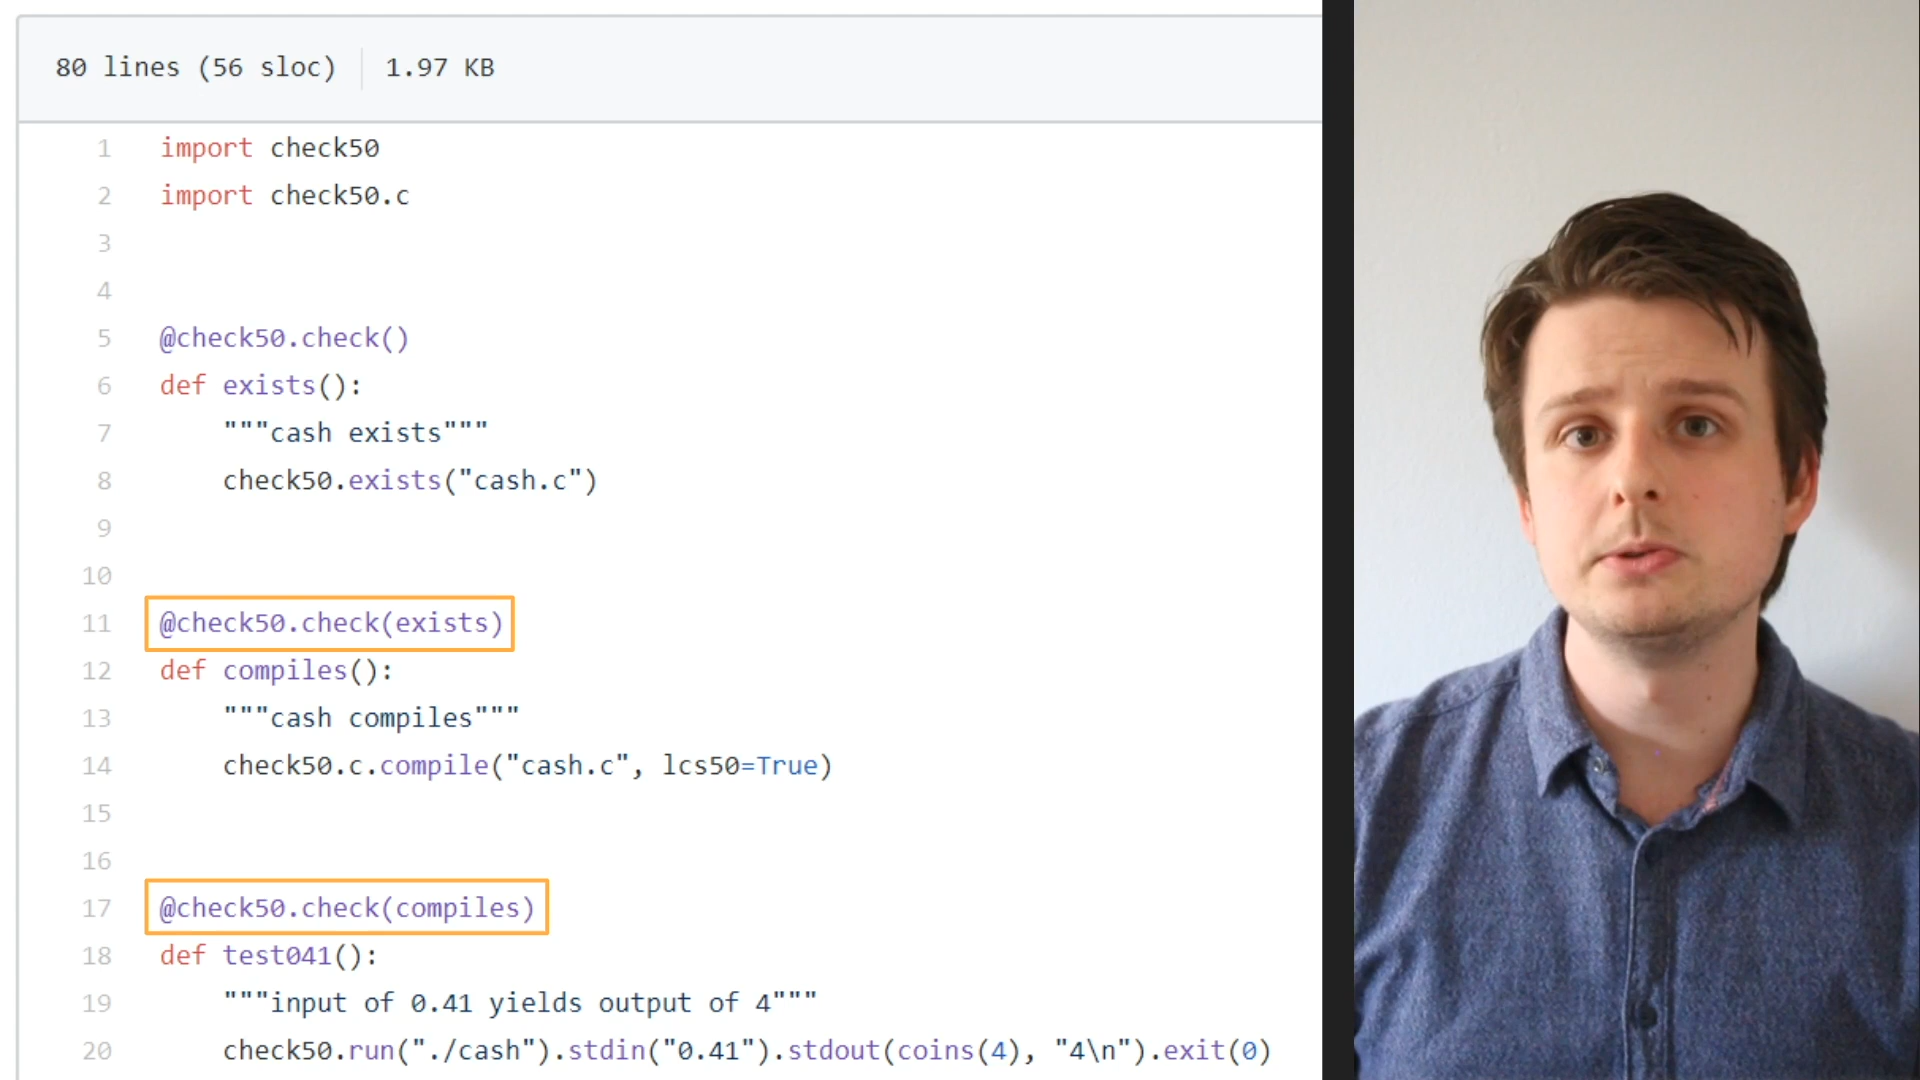 80 lines (56 sloc) 1.97 KB
1 import check50
2 import check50.c
3
4
5 @check50.check()
6 def exists():
7 """cash exists"""
8 check50.exists("cash.c")
9
10
11 @check50.check(exists)
12 def compiles():
13 """cash compiles"""
14 check50.c.compile("cash.c", lcs50=True)
15
16
17 @check50.check(compiles)
18 def test041():
19 """input of 0.41 yields output of 4"""
20 check50.run("./cash").stdin("0.41").stdout(coins(4), "4\n").exit(0)